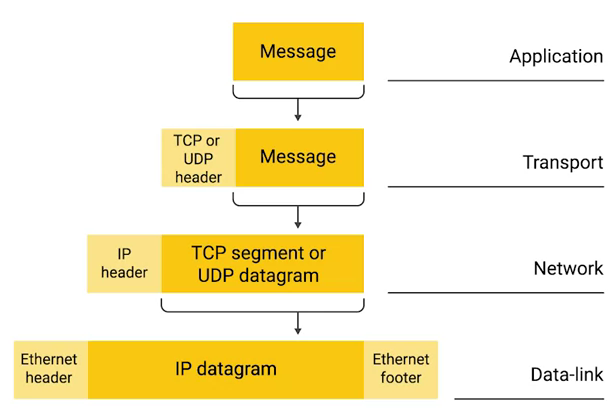 Message
Application
TCP or
UDP
header
Message
Transport
IP
header
TCP segment or
UDP datagram
Network
Ethernet
header
IP datagram
Ethernet
footer
Data-link